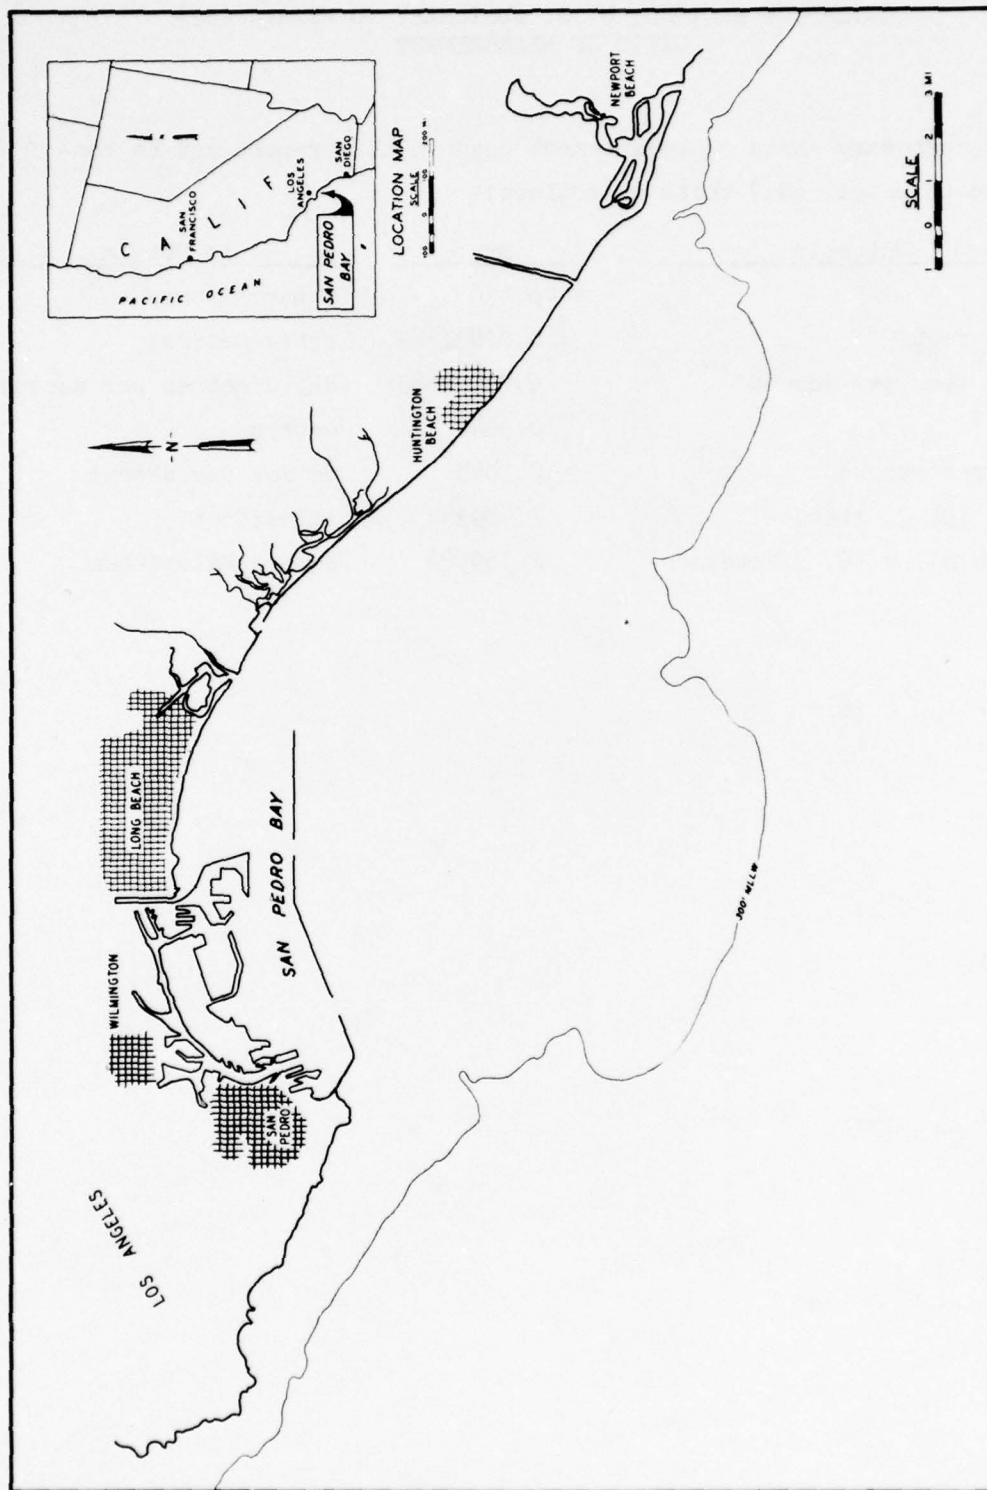 LOS ANGELES
WILMINGTON
SAN
PEDRO
LONG BEACH
SAN PEDRO BAY
-N-
HUNTINGTON
BEACH
NEWPORT
BEACH
PACIFIC OCEAN
CALIF
SAN
FRANCISCO
LOS
ANGELES
SAN
DIEGO
SAN PEDRO
BAY
LOCATION MAP
SCALE
100 0 100 200 MI
300' MLLW
SCALE
1 0 1 2 3 MI